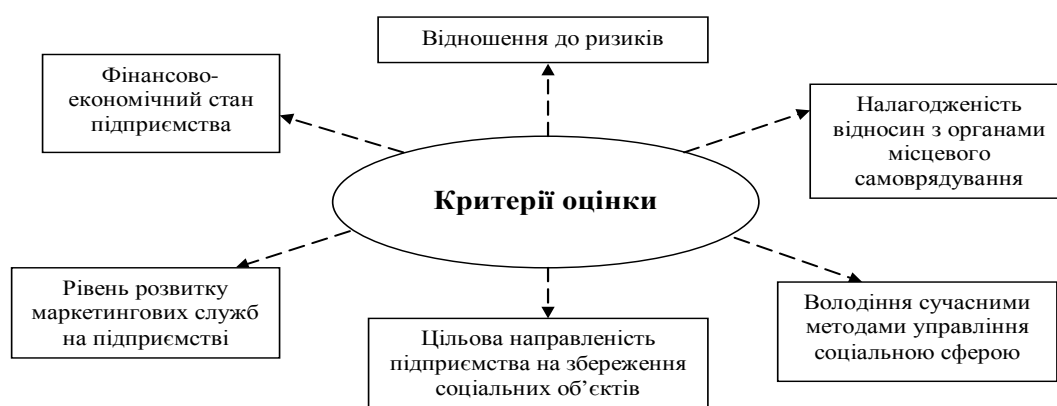 Відношення до ризиків
Фінансово-
економічний стан
підприємства
Налагодженість
відносин з органами
місцевого
самоврядування
Критерії оцінки
Рівень розвитку
маркетингових служб
на підприємстві
Цільова направленість
підприємства на збереження
соціальних об’єктів
Володіння сучасними
методами управління
соціальною сферою